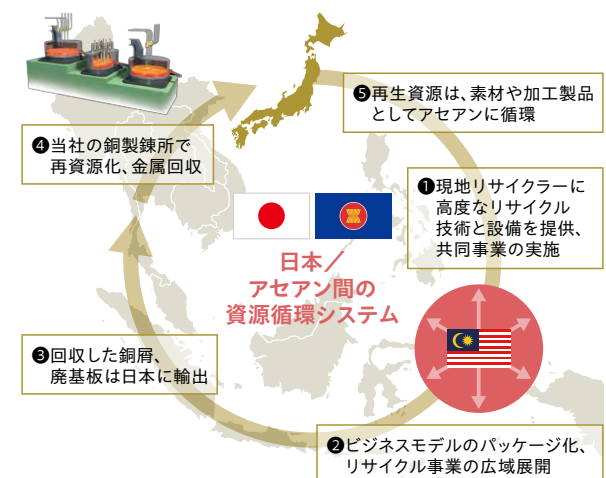 ❺再生資源は、素材や加工製品
としてアセアンに循環
❹当社の銅製錬所で
再資源化、金属回収
❶現地リサイクラーに
高度なリサイクル
技術と設備を提供、
共同事業の実施
日本／
アセアン間の
資源循環システム
❸回収した銅屑、
廃基板は日本に輸出
❷ビジネスモデルのパッケージ化、
リサイクル事業の広域展開